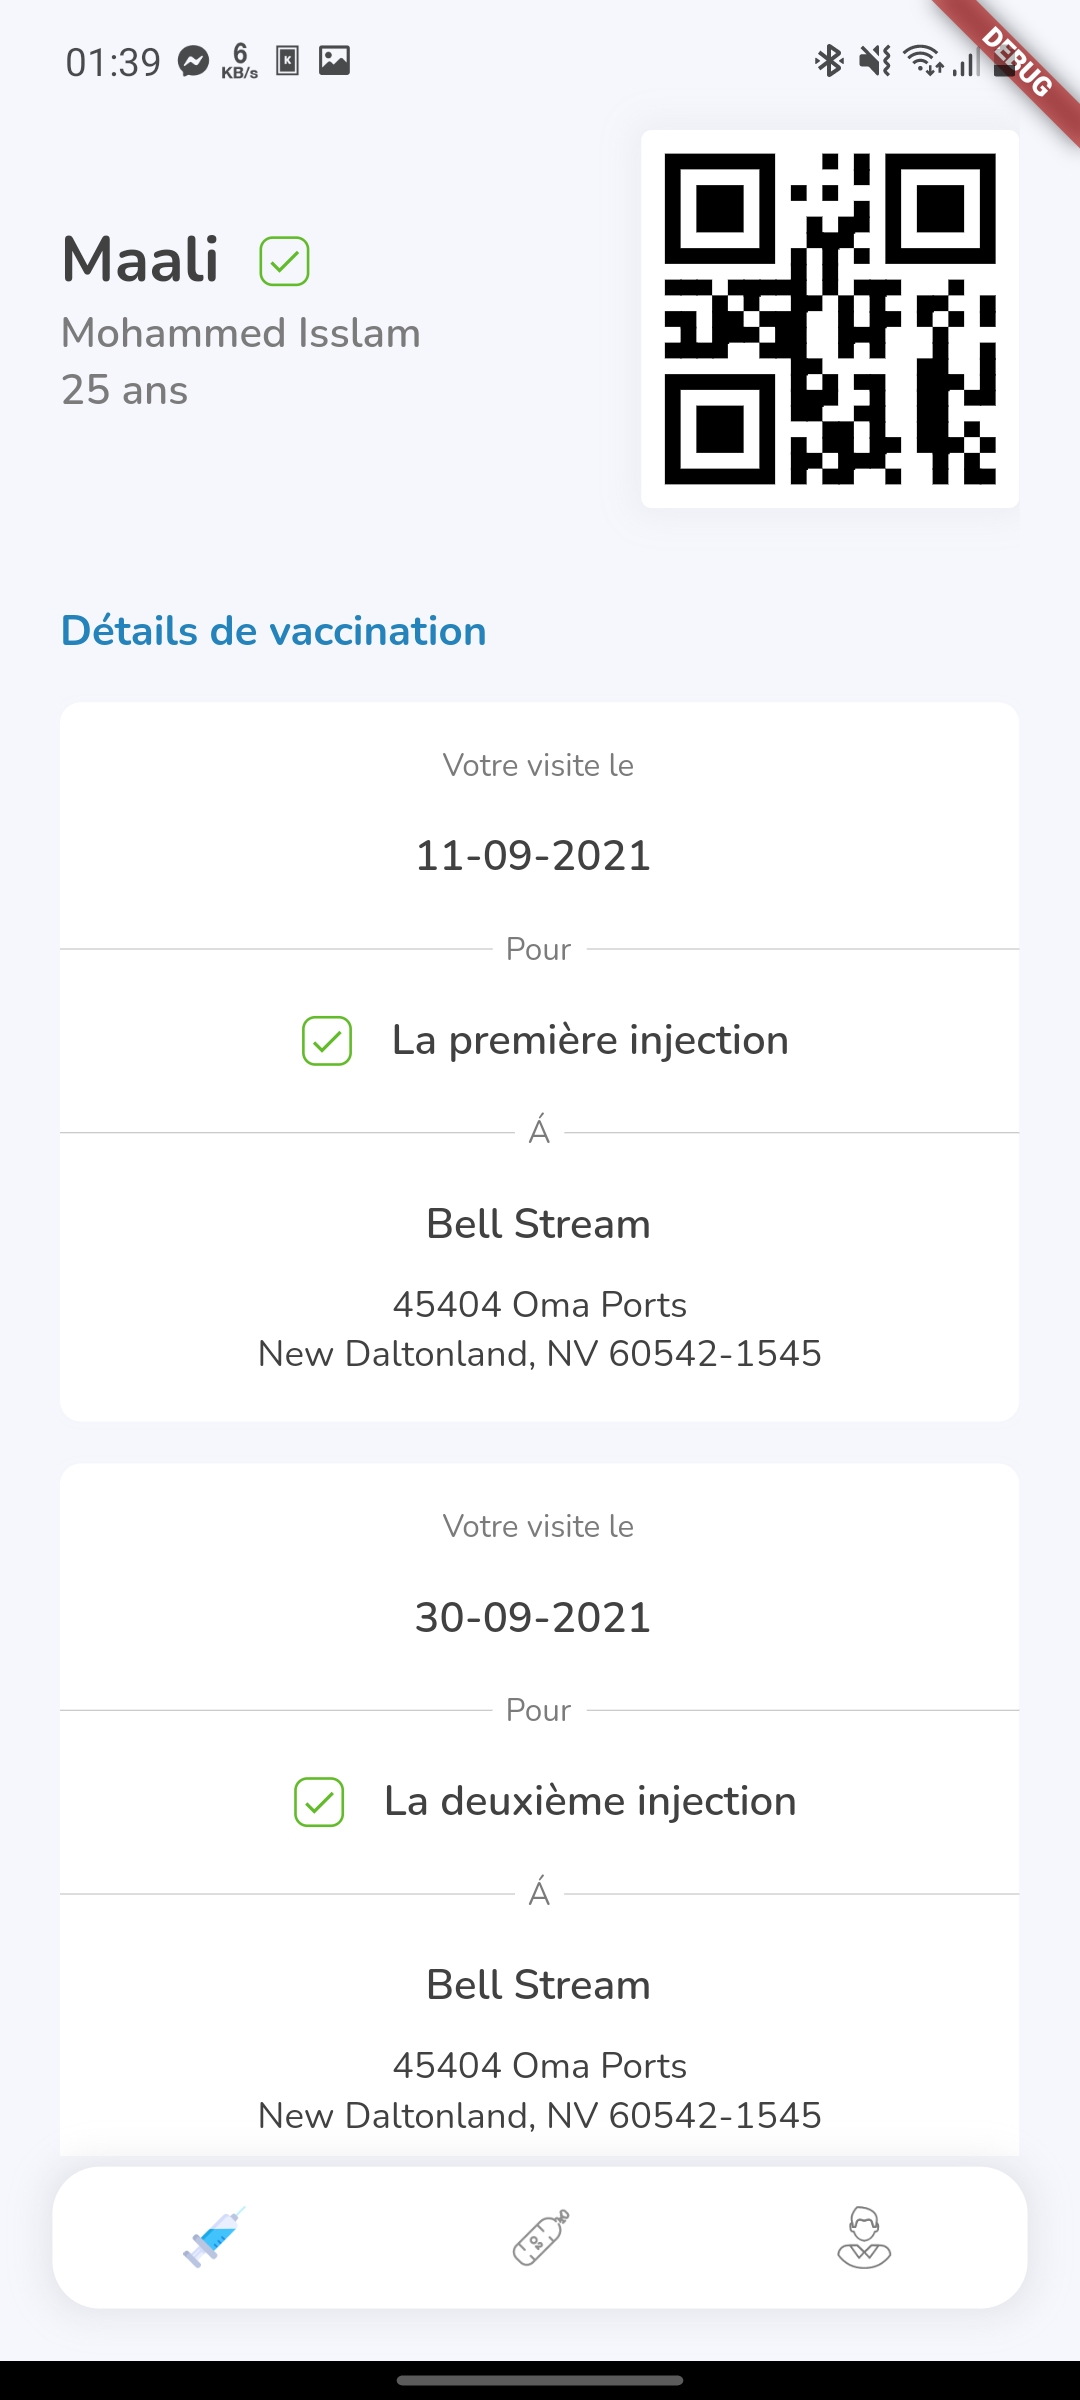 01:39 6 KB/s K
DEBUG
Maali
Mohammed Isslam
25 ans
Détails de vaccination
Votre visite le
11-09-2021
Pour
La première injection
Á
Bell Stream
45404 Oma Ports
New Daltonland, NV 60542-1545
Votre visite le
30-09-2021
Pour
La deuxième injection
Á
Bell Stream
45404 Oma Ports
New Daltonland, NV 60542-1545
O2